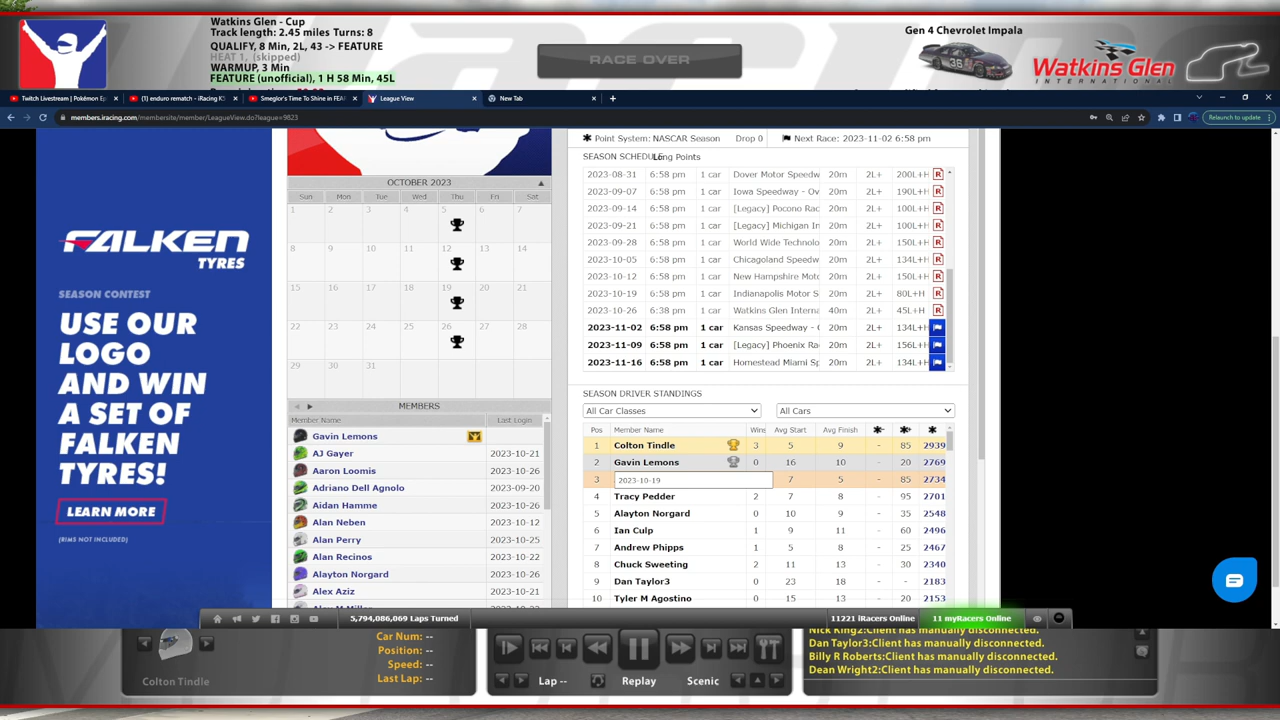 Watkins Glen - Cup
Track length: 2.45 miles Turns: 8
QUALIFY, 8 Min, 2L, 43 -> FEATURE
HEAT 1, (skipped)
WARMUP, 3 Min
FEATURE (unofficial), 1 H 58 Min, 45L
RACE OVER
Gen 4 Chevrolet Impala
36
Watkins Glen
INTERNATIONAL
Twitch Livestream | Pokémon Ep
(1) enduro rematch - iRacing K
Smeglor's Time To Shine in FEA
League View
New Tab
members.iracing.com/membersite/member/LeagueView.do?league=9823
Relaunch to update
FALKEN
TYRES
SEASON CONTEST
USE OUR
LOGO
AND WIN
A SET OF
FALKEN
TYRES!
LEARN MORE
(RIMS NOT INCLUDED)
OCTOBER 2023
Sun Mon Tue Wed Thu Fri Sat
1 2 3 4 5 6 7
8 9 10 11 12 13 14
15 16 17 18 19 20 21
22 23 24 25 26 27 28
29 30 31
MEMBERS
Member Name Last Login
Gavin Lemons
AJ Gayer 2023-10-21
Aaron Loomis 2023-10-26
Adriano Dell Agnolo 2023-09-20
Aidan Hamme 2023-10-26
Alan Neben 2023-10-12
Alan Perry 2023-10-25
Alan Recinos 2023-10-22
Alayton Norgard 2023-10-26
Alex Aziz 2023-10-21
Point System: NASCAR Season Drop 0 Next Race: 2023-11-02 6:58 pm
SEASON SCHEDULE Long Points
2023-08-31 6:58 pm 1 car Dover Motor Speedw 20m 2L+ 200L+H R
2023-09-07 6:58 pm 1 car Iowa Speedway - Ov 20m 2L+ 190L+H R
2023-09-14 6:58 pm 1 car [Legacy] Pocono Rac 20m 2L+ 100L+H R
2023-09-21 6:58 pm 1 car [Legacy] Michigan In 20m 2L+ 100L+H R
2023-09-28 6:58 pm 1 car World Wide Technolo 20m 2L+ 150L+H R
2023-10-05 6:58 pm 1 car Chicagoland Speedw 20m 2L+ 134L+H R
2023-10-12 6:58 pm 1 car New Hampshire Moto 20m 2L+ 150L+H R
2023-10-19 6:58 pm 1 car Indianapolis Motor S 20m 2L+ 80L+H R
2023-10-26 6:38 pm 1 car Watkins Glen Interna 40m 2L+ 45L+H R
2023-11-02 6:58 pm 1 car Kansas Speedway - 20m 2L+ 134L+H
2023-11-09 6:58 pm 1 car [Legacy] Phoenix Ra 20m 2L+ 156L+H
2023-11-16 6:58 pm 1 car Homestead Miami Sp 20m 2L+ 134L+H
SEASON DRIVER STANDINGS
All Car Classes All Cars
Pos Member Name Wins Avg Start Avg Finish
1 Colton Tindle 3 5 9 - 85 2939
2 Gavin Lemons 0 16 10 - 20 2769
3 2023-10-19 7 5 - 85 2734
4 Tracy Pedder 2 7 8 - 95 2701
5 Alayton Norgard 0 9 10 - 35 2548
6 Ian Culp 1 9 11 - 60 2496
7 Andrew Phipps 1 5 8 - 25 2467
8 Chuck Sweeting 2 11 13 - 30 2340
9 Dan Taylor3 0 23 18 - - 2183
10 Tyler M Agostino 0 15 13 - 20 2153
5,794,086,069 Laps Turned
11221 iRacers Online
11 myRacers Online
Colton Tindle
Car Num: --
Position: --
Speed: --
Last Lap: --
Lap --
Replay
Scenic
Nick King2:Client has manually disconnected.
Dan Taylor3:Client has manually disconnected.
Billy R Roberts:Client has manually disconnected.
Dean Wright2:Client has manually disconnected.